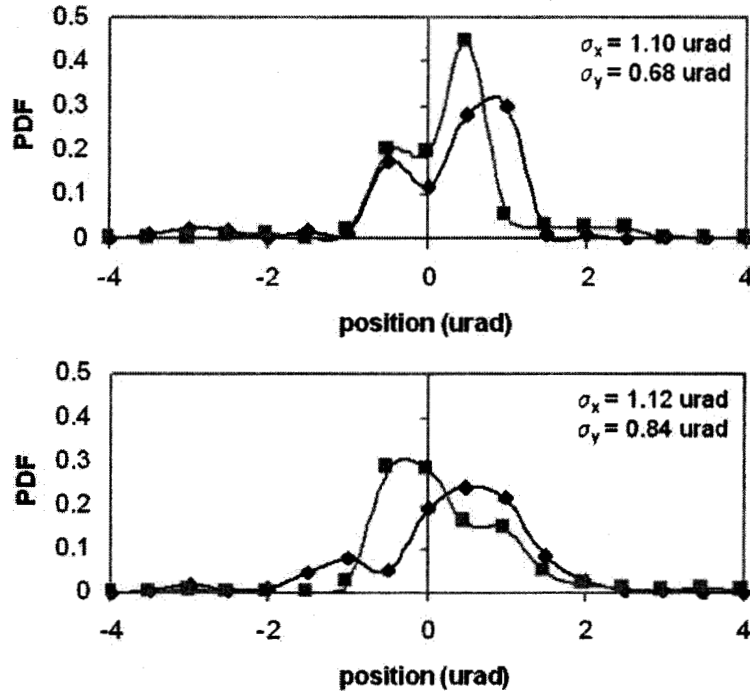 0.5
0.4
0.3
0.2
0.1
0
PDF
σx = 1.10 urad
σy = 0.68 urad
-4 -2 0 2 4
position (urad)
0.5
0.4
0.3
0.2
0.1
0
PDF
σx = 1.12 urad
σy = 0.84 urad
-4 -2 0 2 4
position (urad)